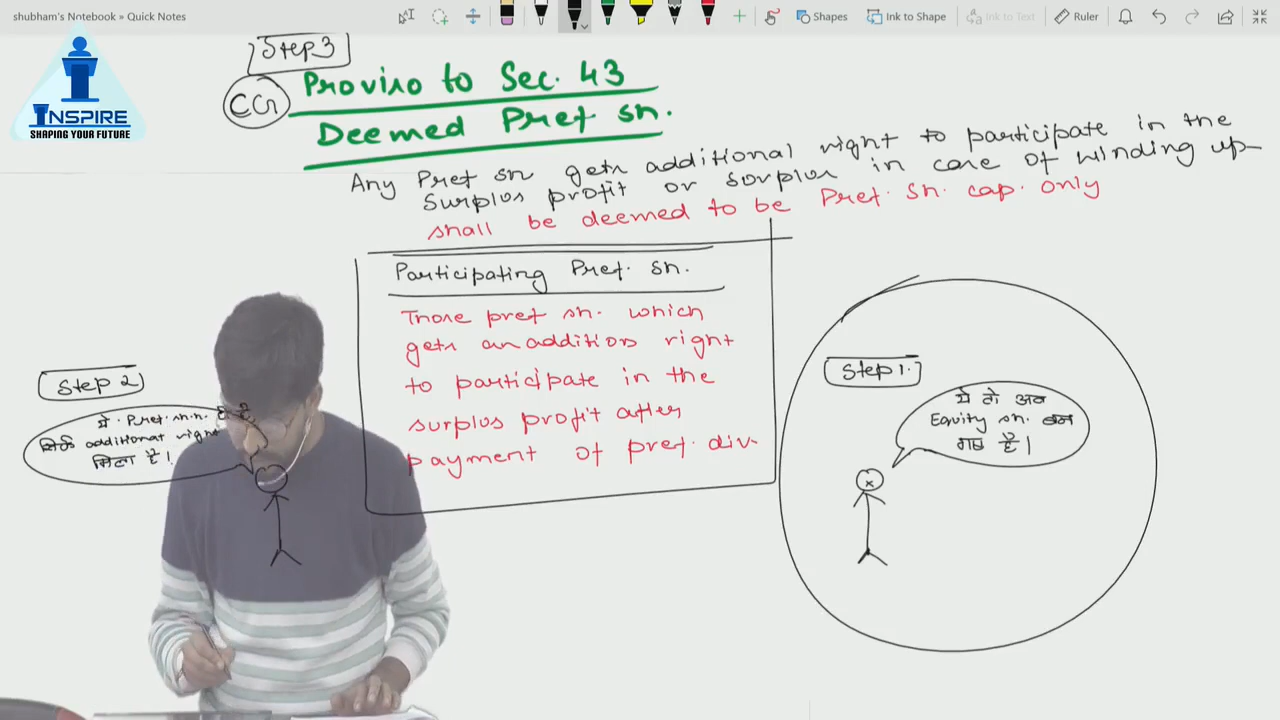 shubham's Notebook » Quick Notes
Shapes
Ink to Shape
Ink to Text
Ruler
INSPIRE
SHAPING YOUR FUTURE
Step 3
CG
Proviso to Sec. 43
Deemed Pref sh.
Any Pref sh gets additional right to participate in the
surplus profit or surplus in case of winding up
shall be deemed to be Pref. sh. cap. only
Participating Pref. sh.
Those pref sh. which
gets an addition right
to participate in the
surplus profit after
payment of pref. div.
Step 2
ये Pref. sh.
सिर्फ additional right
मिला है।
Step 1.
ये तो अब
Equity sh. बन
गए है।